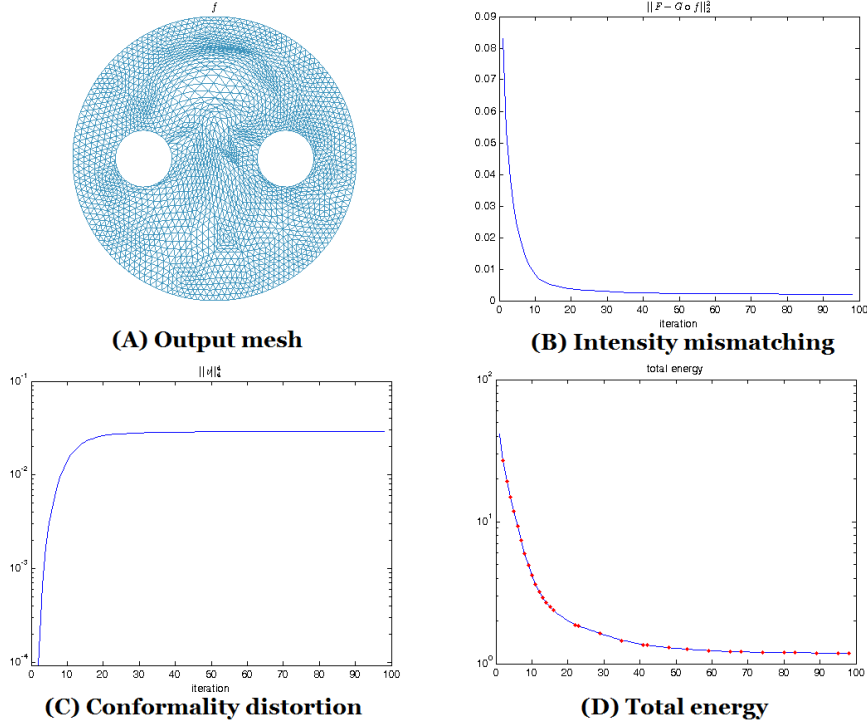 f
||F − G ∘ f||₂²
0.09
0.08
0.07
0.06
0.05
0.04
0.03
0.02
0.01
0
0 10 20 30 40 50 60 70 80 90 100
iteration
(A) Output mesh
(B) Intensity mismatching
total energy
10⁻¹
10⁻²
10⁻³
10⁻⁴
0 10 20 30 40 50 60 70 80 90 100
iteration
10²
10¹
10⁰
0 10 20 30 40 50 60 70 80 90 100
(C) Conformality distortion
(D) Total energy